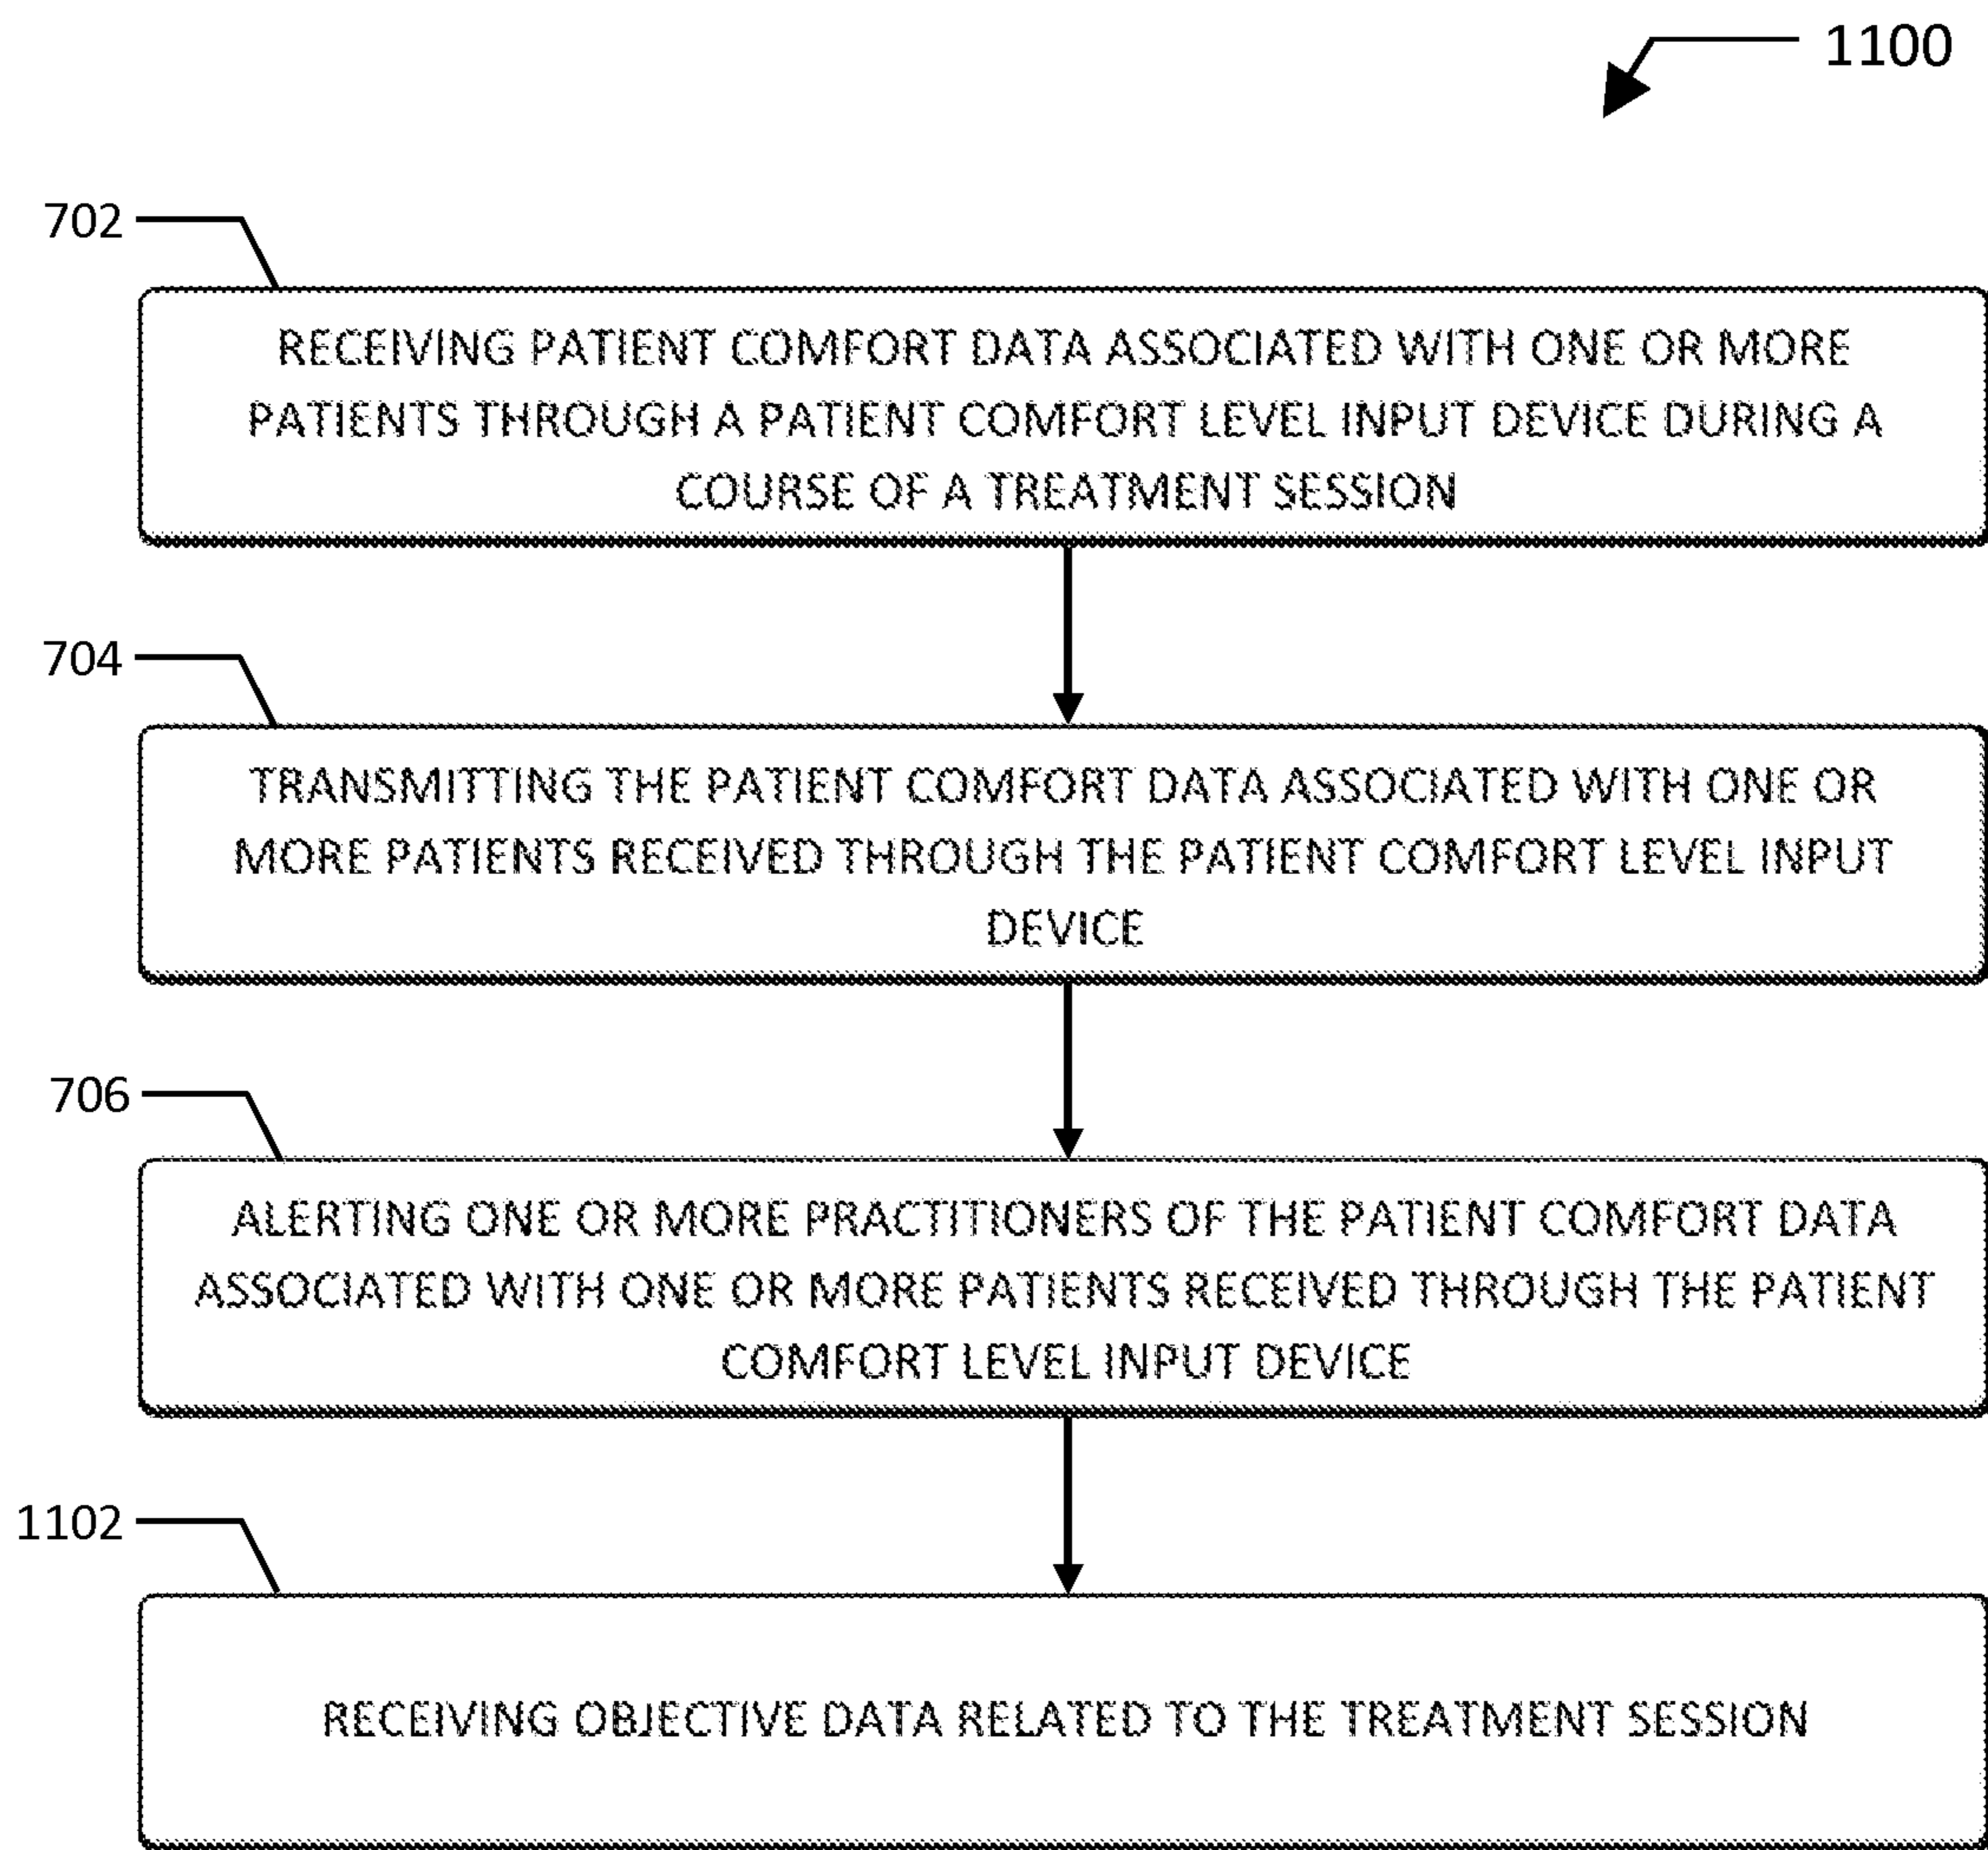 1100
702
RECEIVING PATIENT COMFORT DATA ASSOCIATED WITH ONE OR MORE
PATIENTS THROUGH A PATIENT COMFORT LEVEL INPUT DEVICE DURING A
COURSE OF A TREATMENT SESSION
704
TRANSMITTING THE PATIENT COMFORT DATA ASSOCIATED WITH ONE OR
MORE PATIENTS RECEIVED THROUGH THE PATIENT COMFORT LEVEL INPUT
DEVICE
706
ALERTING ONE OR MORE PRACTITIONERS OF THE PATIENT COMFORT DATA
ASSOCIATED WITH ONE OR MORE PATIENTS RECEIVED THROUGH THE PATIENT
COMFORT LEVEL INPUT DEVICE
1102
RECEIVING OBJECTIVE DATA RELATED TO THE TREATMENT SESSION